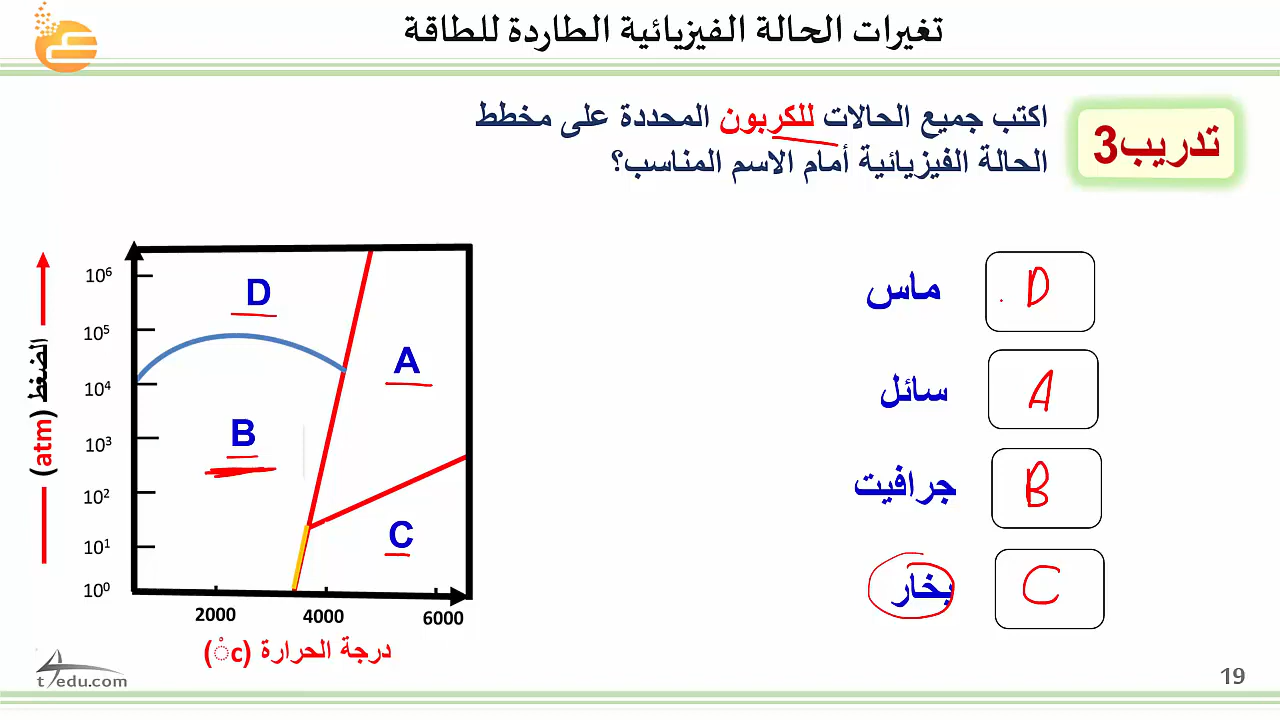 تغيرات الحالة الفيزيائية الطاردة للطاقة
تدريب3
اكتب جميع الحالات للكربون المحددة على مخطط
الحالة الفيزيائية أمام الاسم المناسب؟
ماس D
سائل A
جرافيت B
بخار C
الضغط (atm)
10⁶
10⁵
10⁴
10³
10²
10¹
10⁰
D
A
B
C
2000 4000 6000
درجة الحرارة (c°)
t4edu.com
19